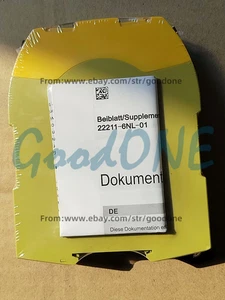 From:www.ebay.com/str/goodone
Beiblatt/Suppleme
22211-6NL-01
GoodONE
Dokument
DE
From:www.ebay.com/str/goodone
Diese Dokumentation e